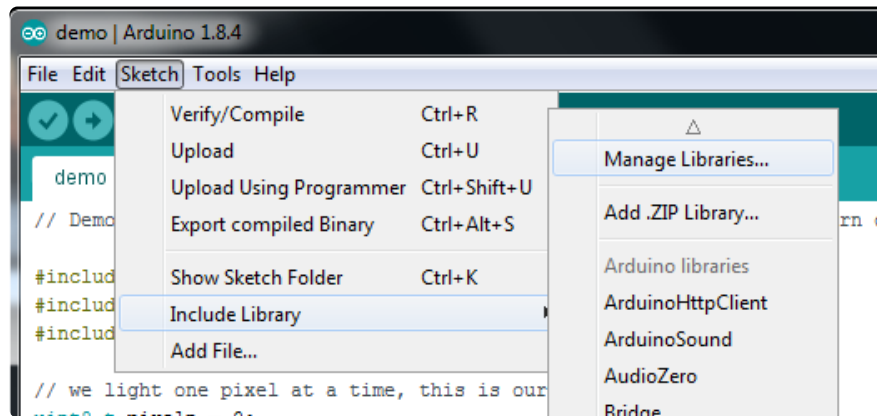 demo | Arduino 1.8.4
File Edit Sketch Tools Help
Verify/Compile Ctrl+R
Upload Ctrl+U
Upload Using Programmer Ctrl+Shift+U
Export compiled Binary Ctrl+Alt+S
Show Sketch Folder Ctrl+K
Include Library
Add File...
Manage Libraries...
Add .ZIP Library...
Arduino libraries
ArduinoHttpClient
ArduinoSound
AudioZero
Bridge
demo
// Demo
#includ
#includ
#includ
// we light one pixel at a time, this is our